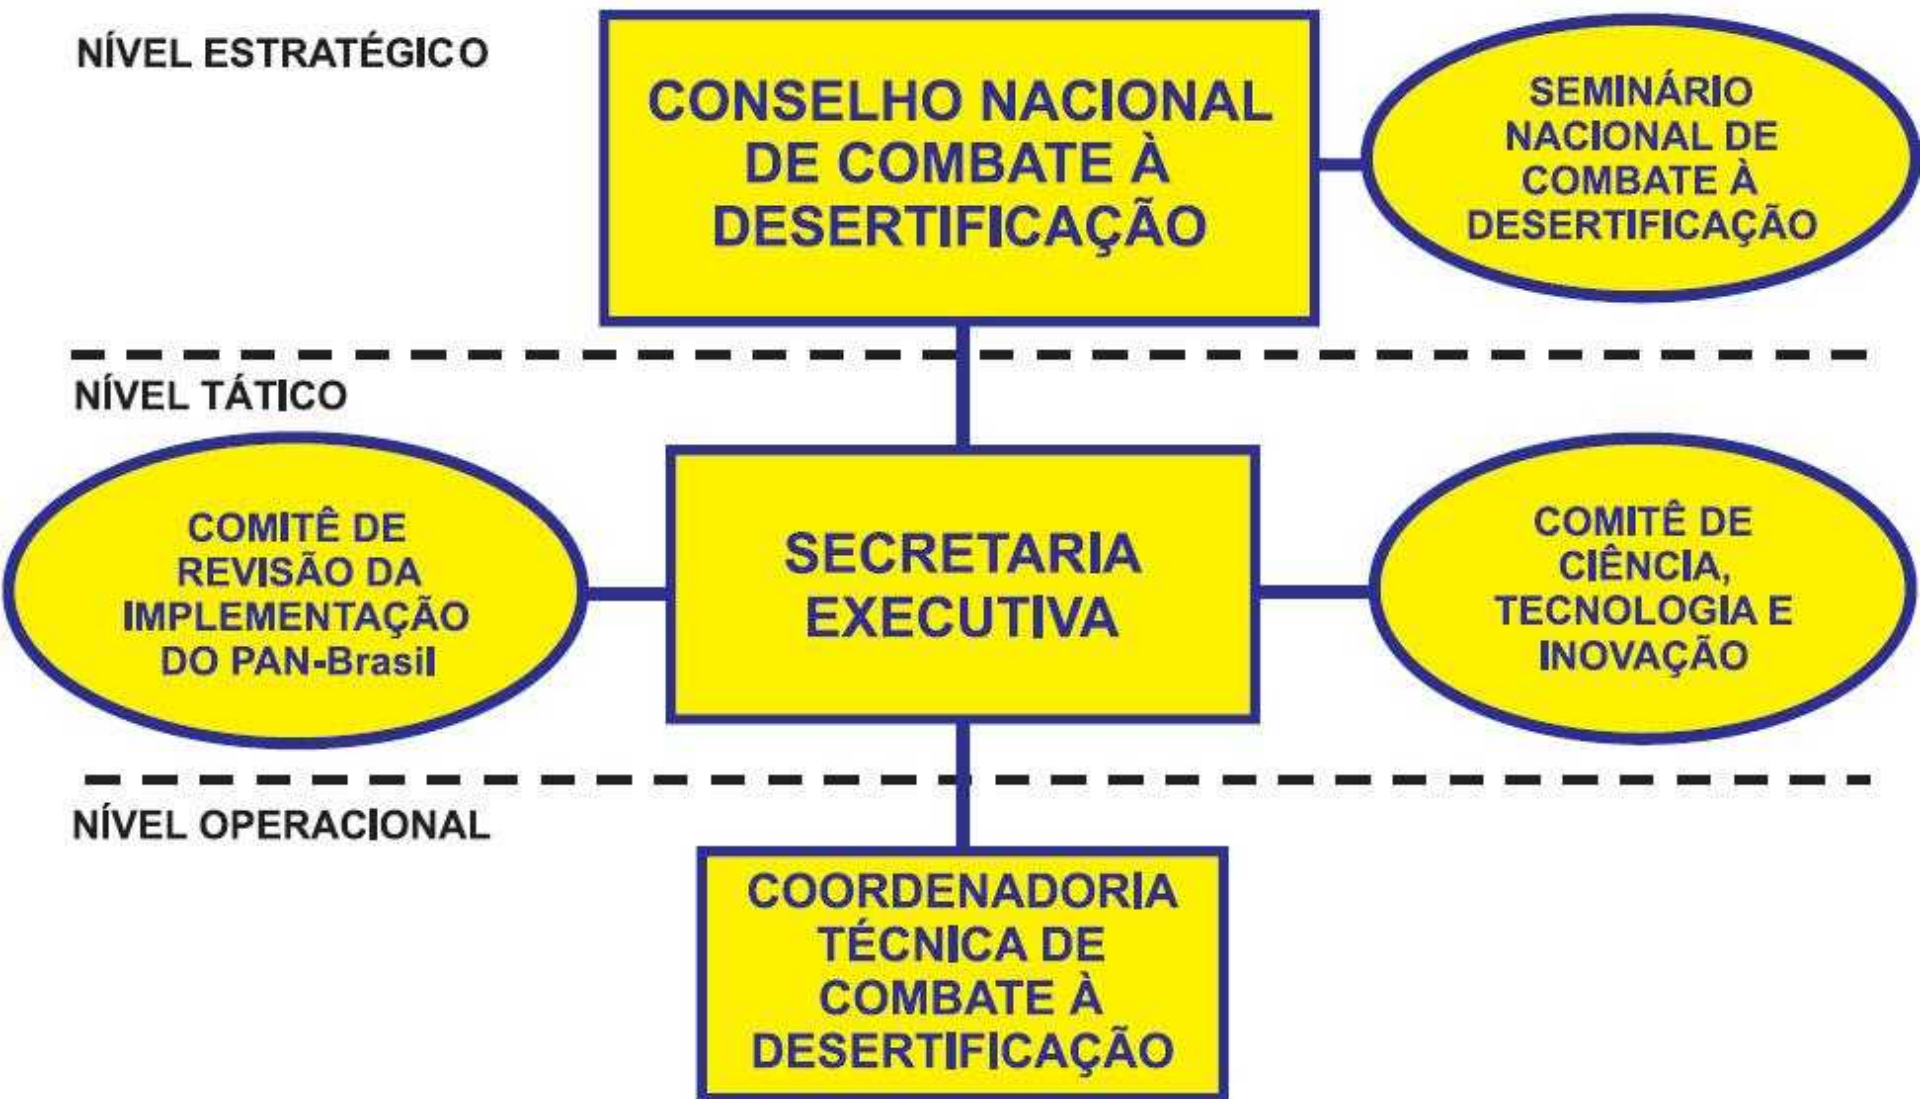 NÍVEL ESTRATÉGICO
CONSELHO NACIONAL
DE COMBATE À
DESERTIFICAÇÃO
SEMINÁRIO
NACIONAL DE
COMBATE À
DESERTIFICAÇÃO
NÍVEL TÁTICO
COMITÊ DE
REVISÃO DA
IMPLEMENTAÇÃO
DO PAN-Brasil
SECRETARIA
EXECUTIVA
COMITÊ DE
CIÊNCIA,
TECNOLOGIA E
INOVAÇÃO
NÍVEL OPERACIONAL
COORDENADORIA
TÉCNICA DE
COMBATE À
DESERTIFICAÇÃO